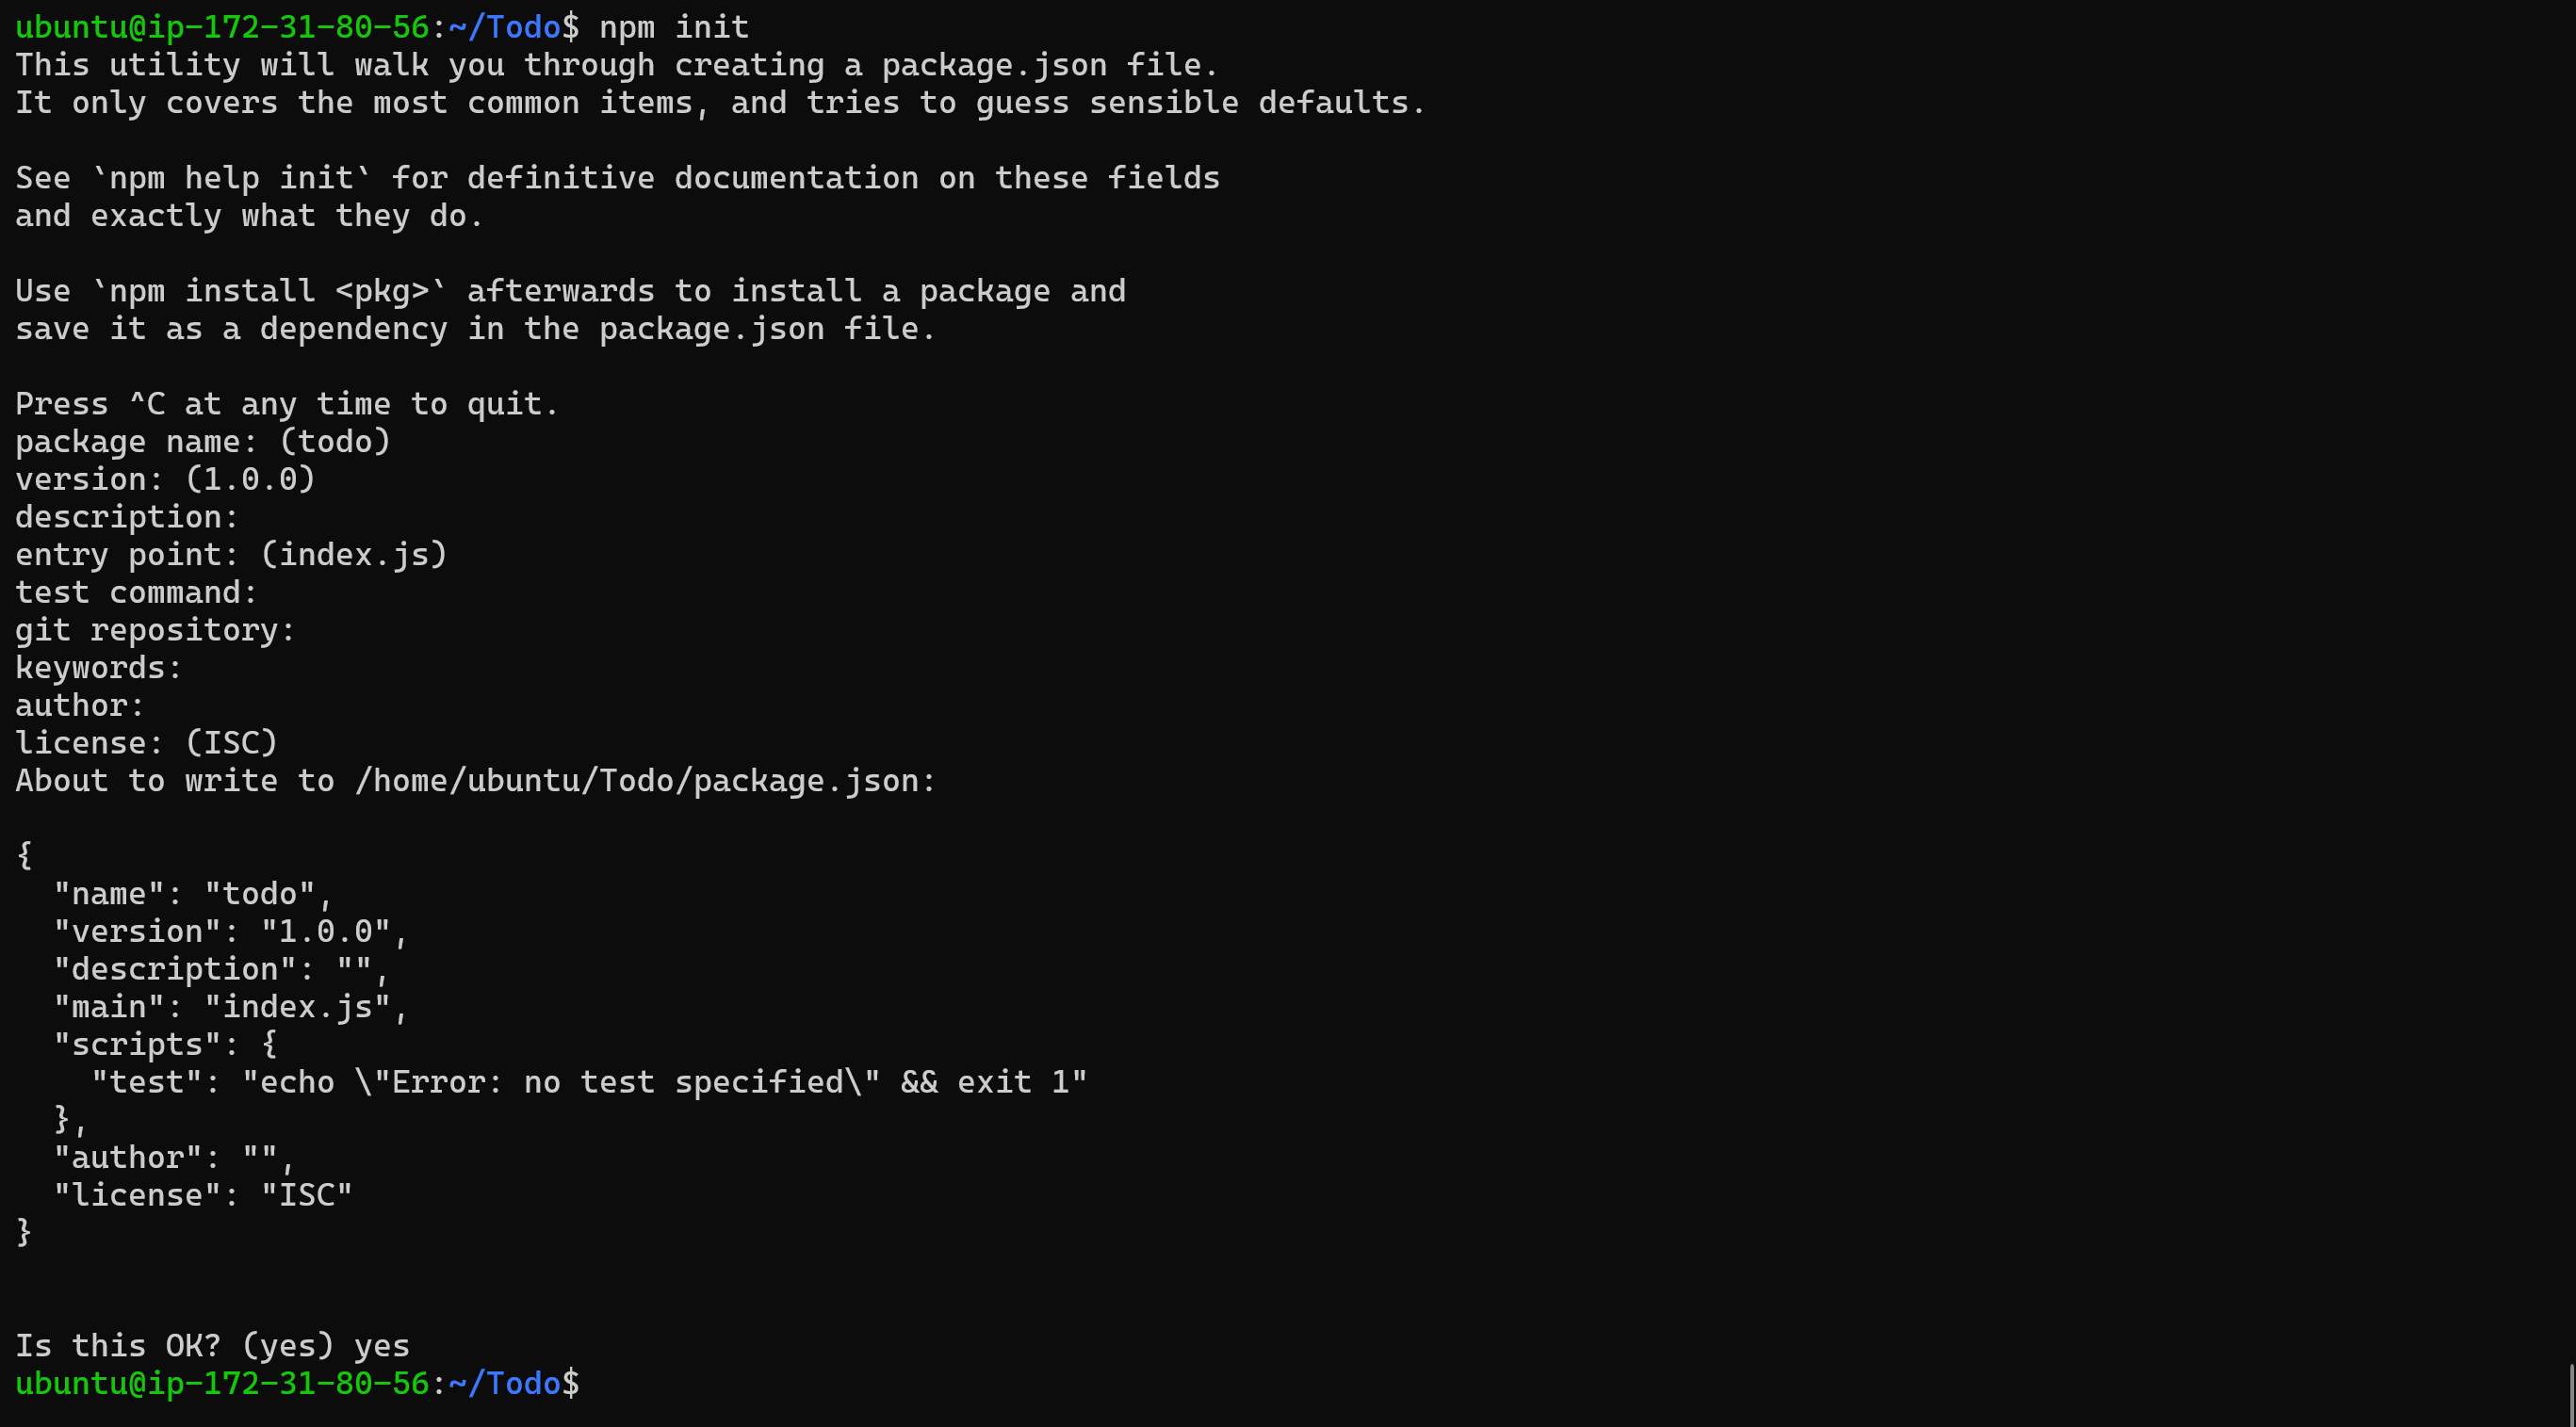 ubuntu@ip-172-31-80-56:~/Todo$ npm init
This utility will walk you through creating a package.json file.
It only covers the most common items, and tries to guess sensible defaults.
See `npm help init` for definitive documentation on these fields
and exactly what they do.
Use `npm install <pkg>` afterwards to install a package and
save it as a dependency in the package.json file.
Press ^C at any time to quit.
package name: (todo)
version: (1.0.0)
description:
entry point: (index.js)
test command:
git repository:
keywords:
author:
license: (ISC)
About to write to /home/ubuntu/Todo/package.json:
{
  "name": "todo",
  "version": "1.0.0",
  "description": "",
  "main": "index.js",
  "scripts": {
    "test": "echo \"Error: no test specified\" && exit 1"
  },
  "author": "",
  "license": "ISC"
}
Is this OK? (yes) yes
ubuntu@ip-172-31-80-56:~/Todo$